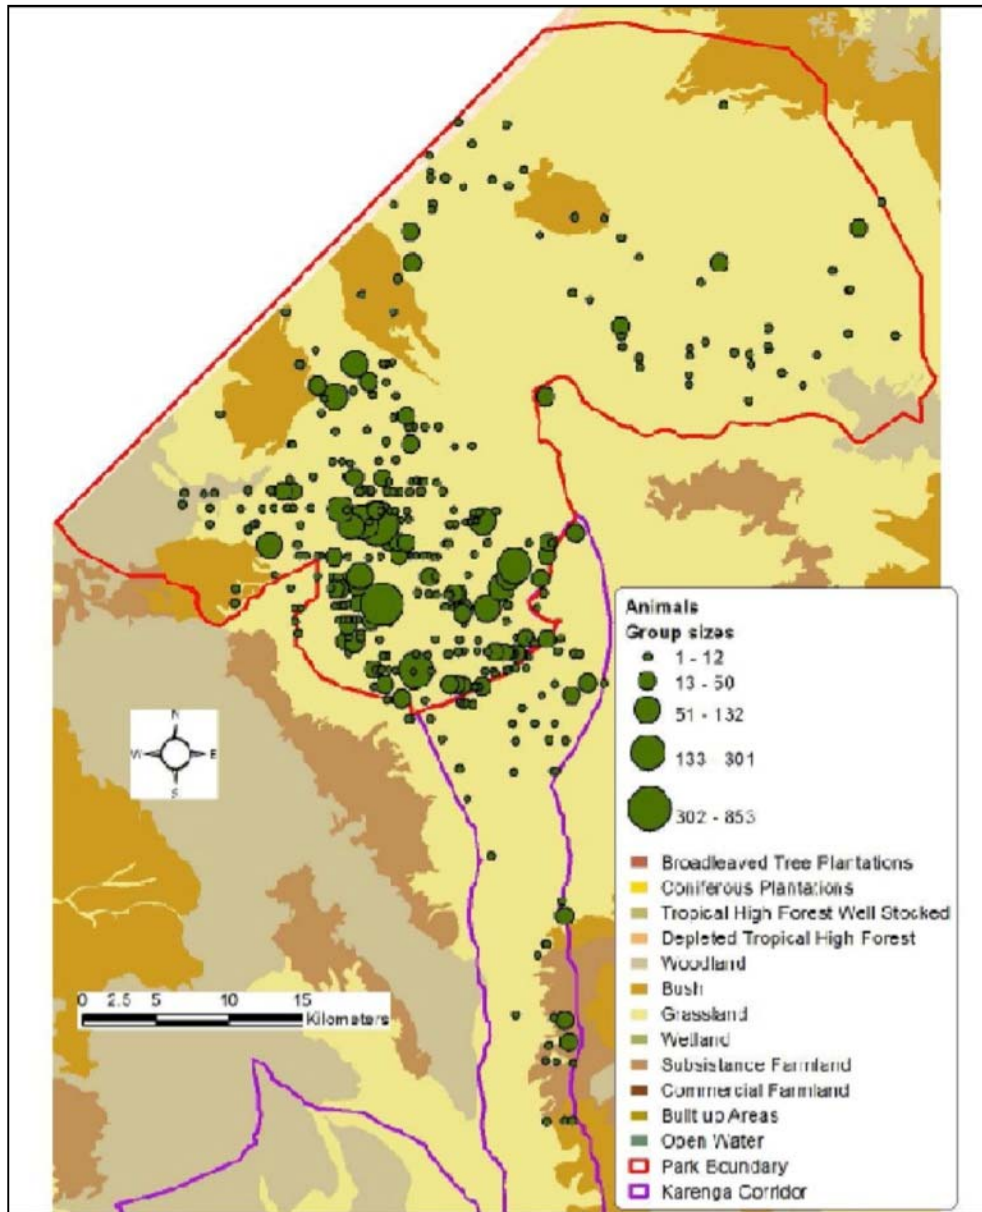 N
W E
S
Animals
Group sizes
1 - 12
13 - 50
51 - 132
133 - 301
302 - 853
Broadleaved Tree Plantations
Coniferous Plantations
Tropical High Forest Well Stocked
Depleted Tropical High Forest
Woodland
Bush
Grassland
Wetland
Subsistance Farmland
Commercial Farmland
Built up Areas
Open Water
Park Boundary
Karenga Corridor
0 2.5 5 10 15
Kilometers